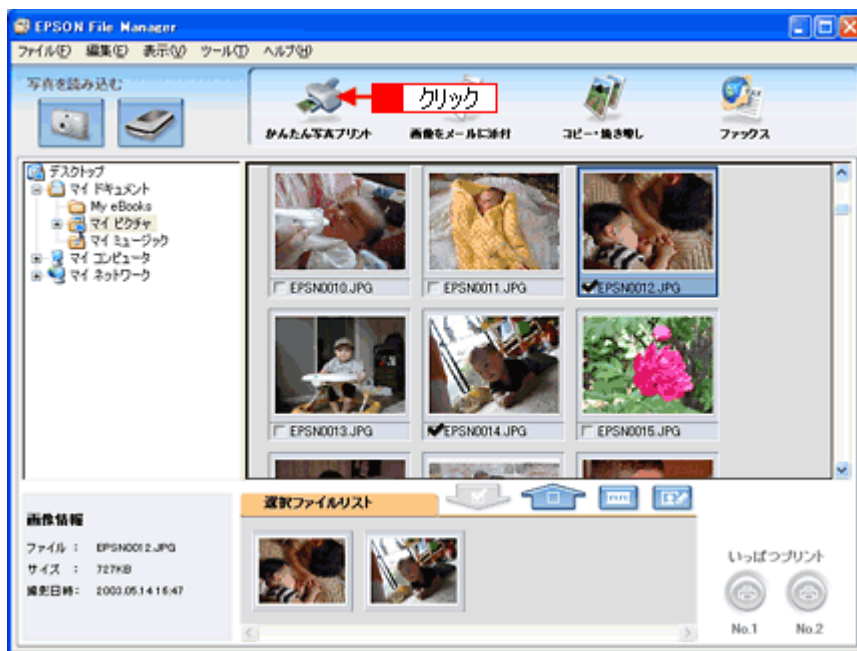 EPSON File Manager
ファイル(F) 編集(E) 表示(V) ツール(T) ヘルプ(H)
写真を読み込む
クリック
かんたん写真プリント 画像をメールに添付 コピー・焼き増し ファックス
デスクトップ
マイ ドキュメント
My eBooks
マイ ピクチャ
マイ ミュージック
マイ コンピュータ
マイ ネットワーク
EPSN0010.JPG EPSN0011.JPG EPSN0012.JPG
EPSN0013.JPG EPSN0014.JPG EPSN0015.JPG
選択ファイルリスト
画像情報
ファイル : EPSN0012.JPG
サイズ : 727KB
撮影日時: 2003.05.14 16:47
いっぱつプリント
No.1 No.2